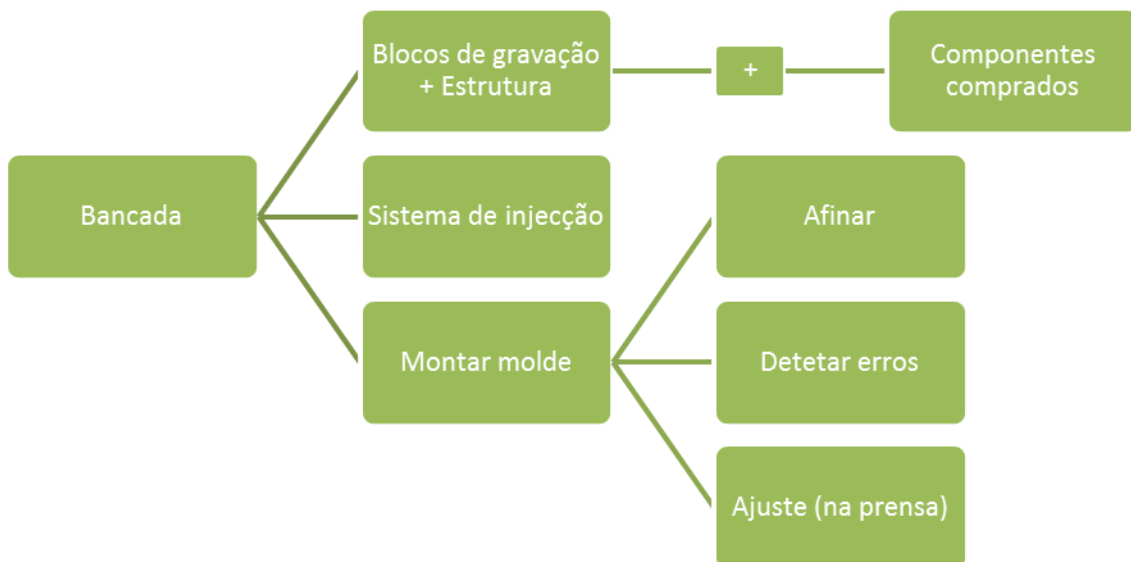 Blocos de gravação
+ Estrutura
+
Componentes
comprados
Bancada
Sistema de injecção
Afinar
Montar molde
Detetar erros
Ajuste (na prensa)